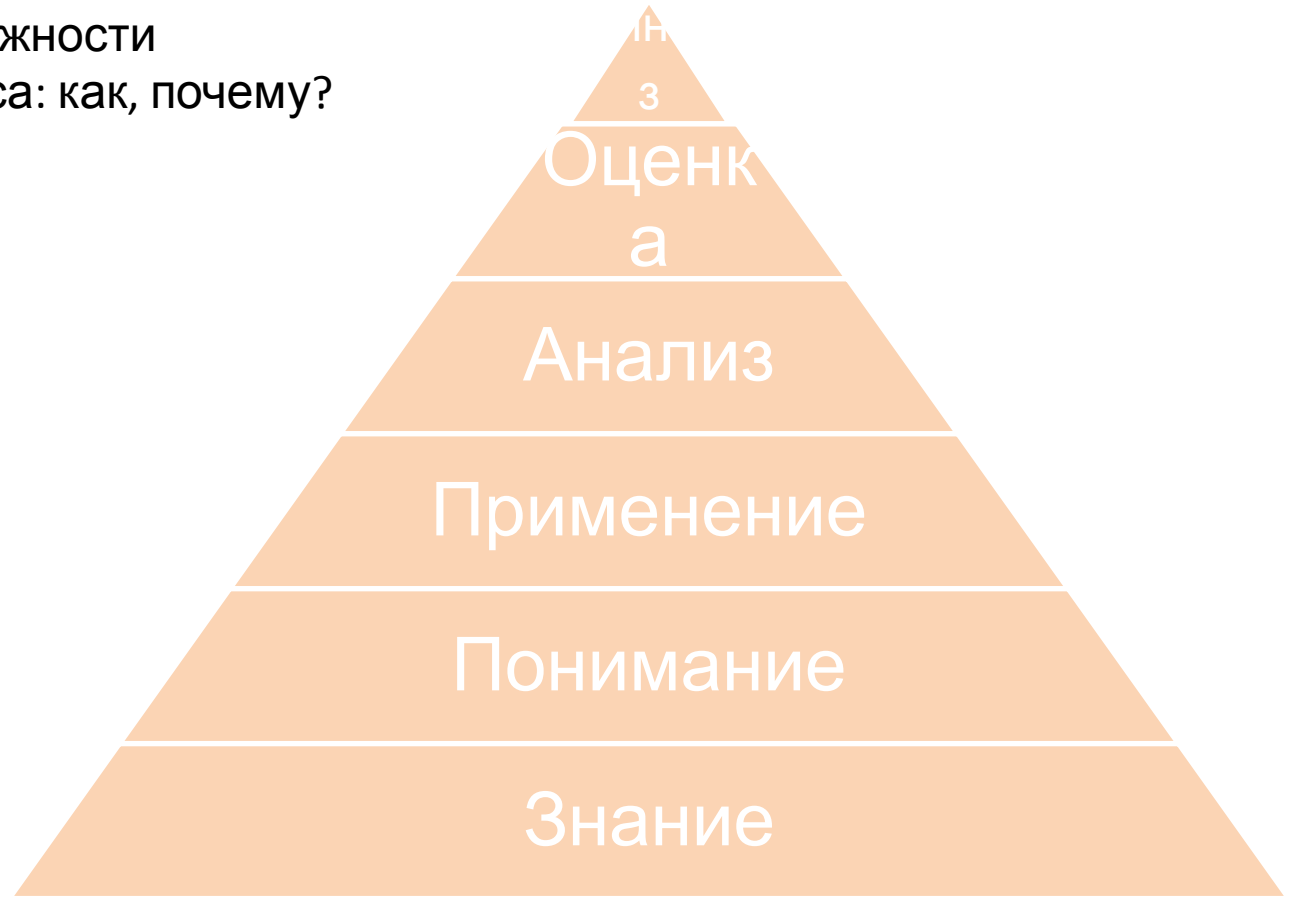 жности
са: как, почему?
з
Оценк
а
Анализ
Применение
Понимание
Знание